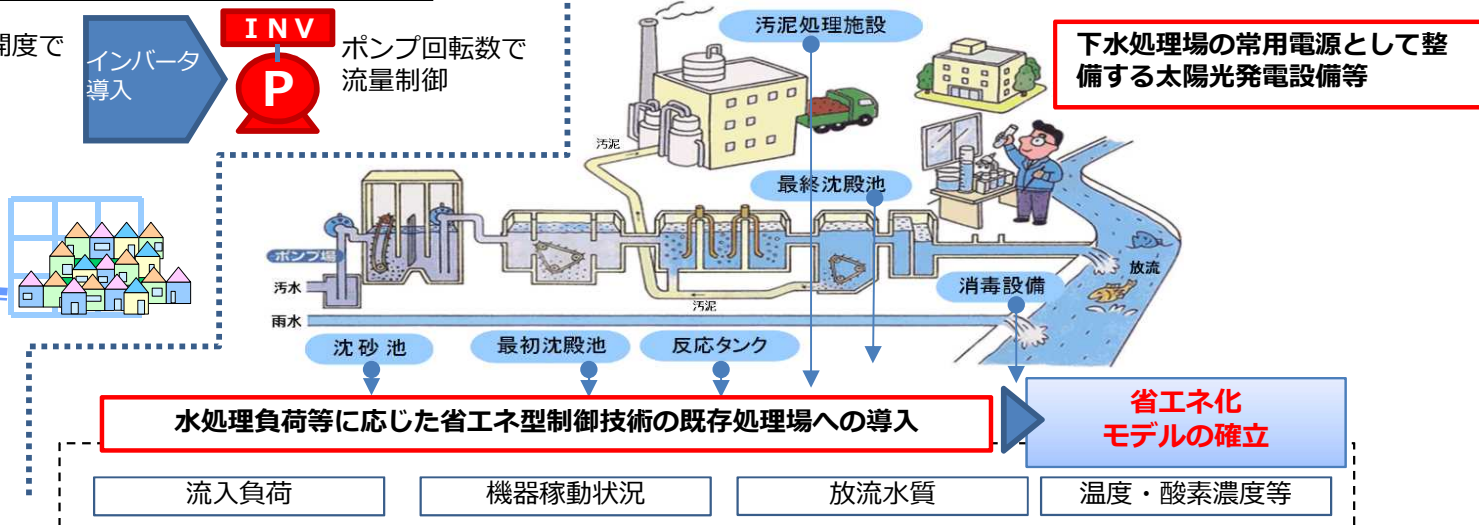 開度で
インバータ
導入
ＩＮＶ
P
ポンプ回転数で
流量制御
汚泥処理施設
下水処理場の常用電源として整
備する太陽光発電設備等
汚泥
最終沈殿池
ポンプ場
汚水
汚泥
雨水
消毒設備
放流
沈砂池
最初沈殿池
反応タンク
水処理負荷等に応じた省エネ型制御技術の既存処理場への導入
省エネ化
モデルの確立
流入負荷
機器稼動状況
放流水質
温度・酸素濃度等